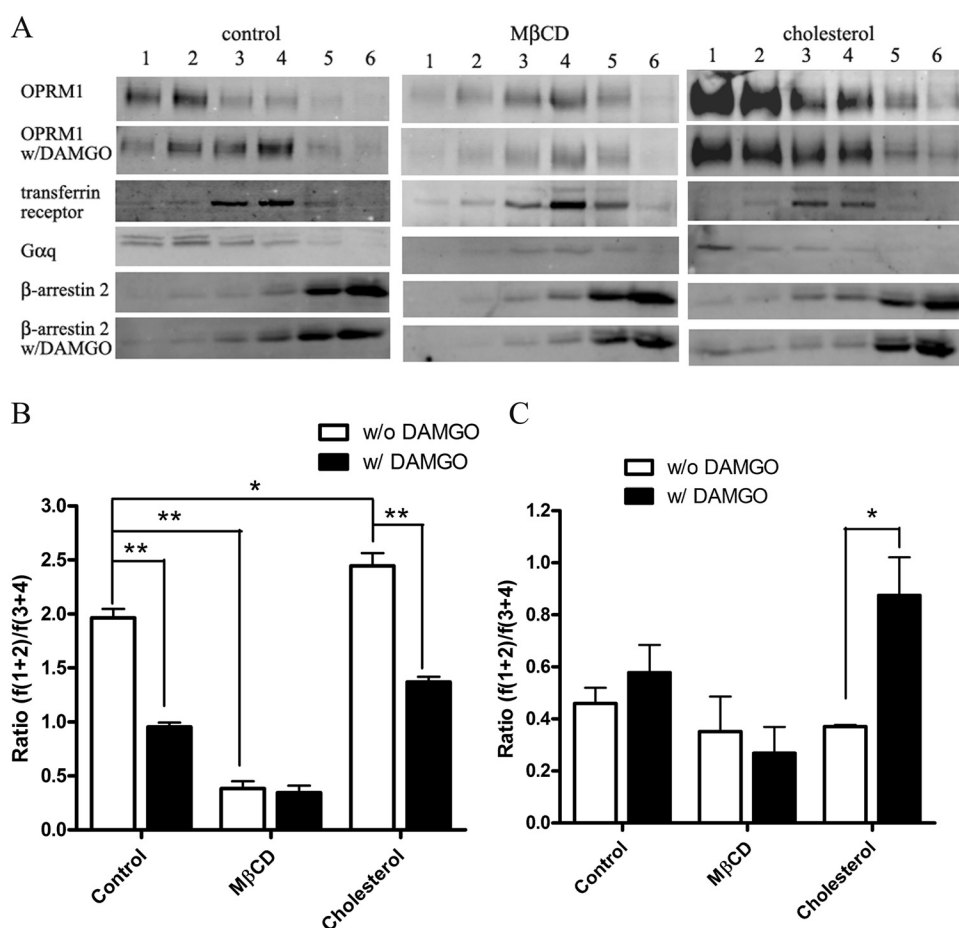 A
control
MβCD
cholesterol
1 2 3 4 5 6
1 2 3 4 5 6
1 2 3 4 5 6
OPRM1
OPRM1
w/DAMGO
transferrin
receptor
Gαq
β-arrestin 2
β-arrestin 2
w/DAMGO
B
w/o DAMGO
w/ DAMGO
3.0
2.5
2.0
1.5
1.0
0.5
0.0
Ratio (f(1+2)/f(3+4)
*
**
**
**
Control
MβCD
Cholesterol
C
w/o DAMGO
w/ DAMGO
1.2
1.0
0.8
0.6
0.4
0.2
0.0
Ratio (f(1+2)/f(3+4)
*
Control
MβCD
Cholesterol